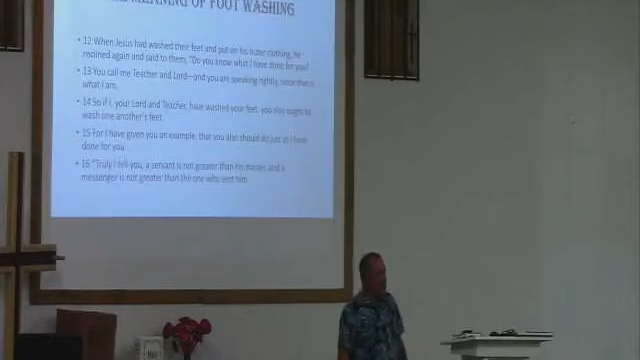 MEANING OF FOOT WASHING
• 12 When Jesus had washed their feet and put on his outer clothing, he
reclined again and said to them, "Do you know what I have done for you?
• 13 You call me Teacher and Lord—and you are speaking rightly, since that is
what I am.
• 14 So if I, your Lord and Teacher, have washed your feet, you also ought to
wash one another's feet.
• 15 For I have given you an example, that you also should do just as I have
done for you.
• 16 "Truly I tell you, a servant is not greater than his master, and a
messenger is not greater than the one who sent him.